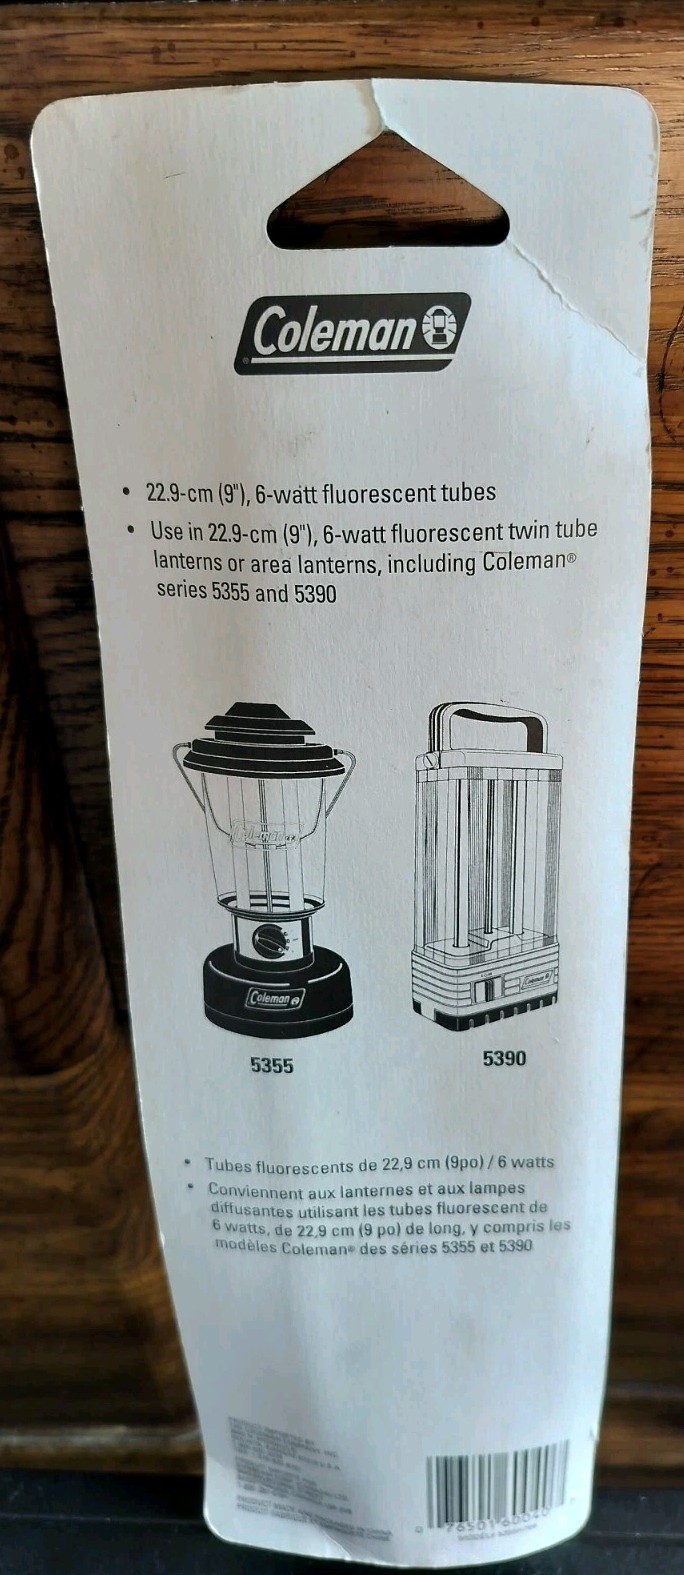 Coleman
• 22.9-cm (9"), 6-watt fluorescent tubes
• Use in 22.9-cm (9"), 6-watt fluorescent twin tube
lanterns or area lanterns, including Coleman®
series 5355 and 5390
Coleman
Coleman
Coleman
5355
5390
• Tubes fluorescents de 22,9 cm (9po) / 6 watts
• Conviennent aux lanternes et aux lampes
diffusantes utilisant les tubes fluorescent de
6 watts, de 22,9 cm (9 po) de long, y compris les
modèles Coleman® des séries 5355 et 5390